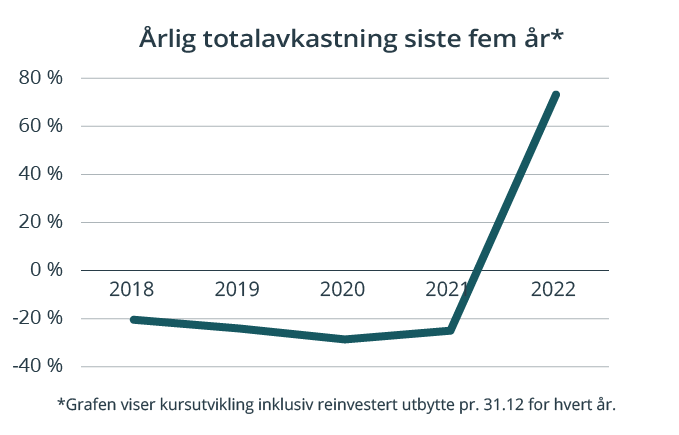 Årlig totalavkastning siste fem år*
80 %
60 %
40 %
20 %
0 %
2018 2019 2020 2021 2022
-20 %
-40 %
*Grafen viser kursutvikling inklusiv reinvestert utbytte pr. 31.12 for hvert år.